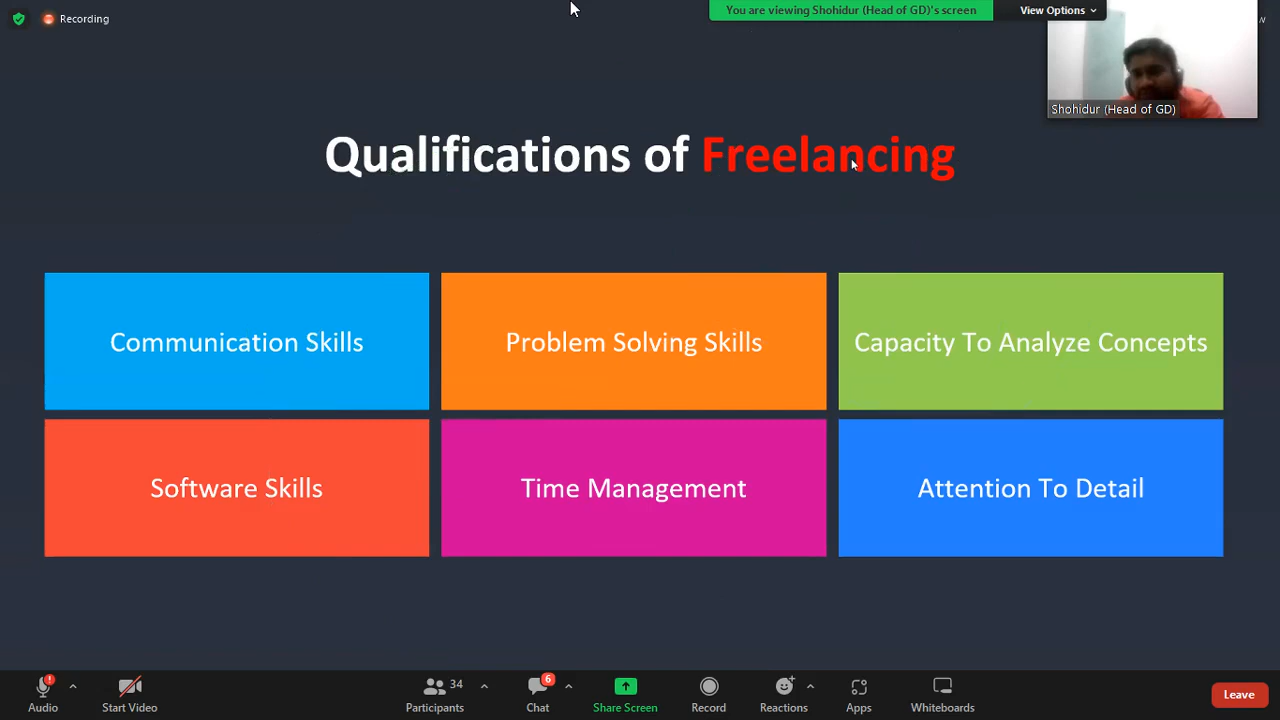 Recording
You are viewing Shohidur (Head of GD)'s screen
View Options
Shohidur (Head of GD)
Qualifications of Freelancing
Communication Skills
Problem Solving Skills
Capacity To Analyze Concepts
Software Skills
Time Management
Attention To Detail
Audio
Start Video
34
Participants
6
Chat
Share Screen
Record
Reactions
Apps
Whiteboards
Leave